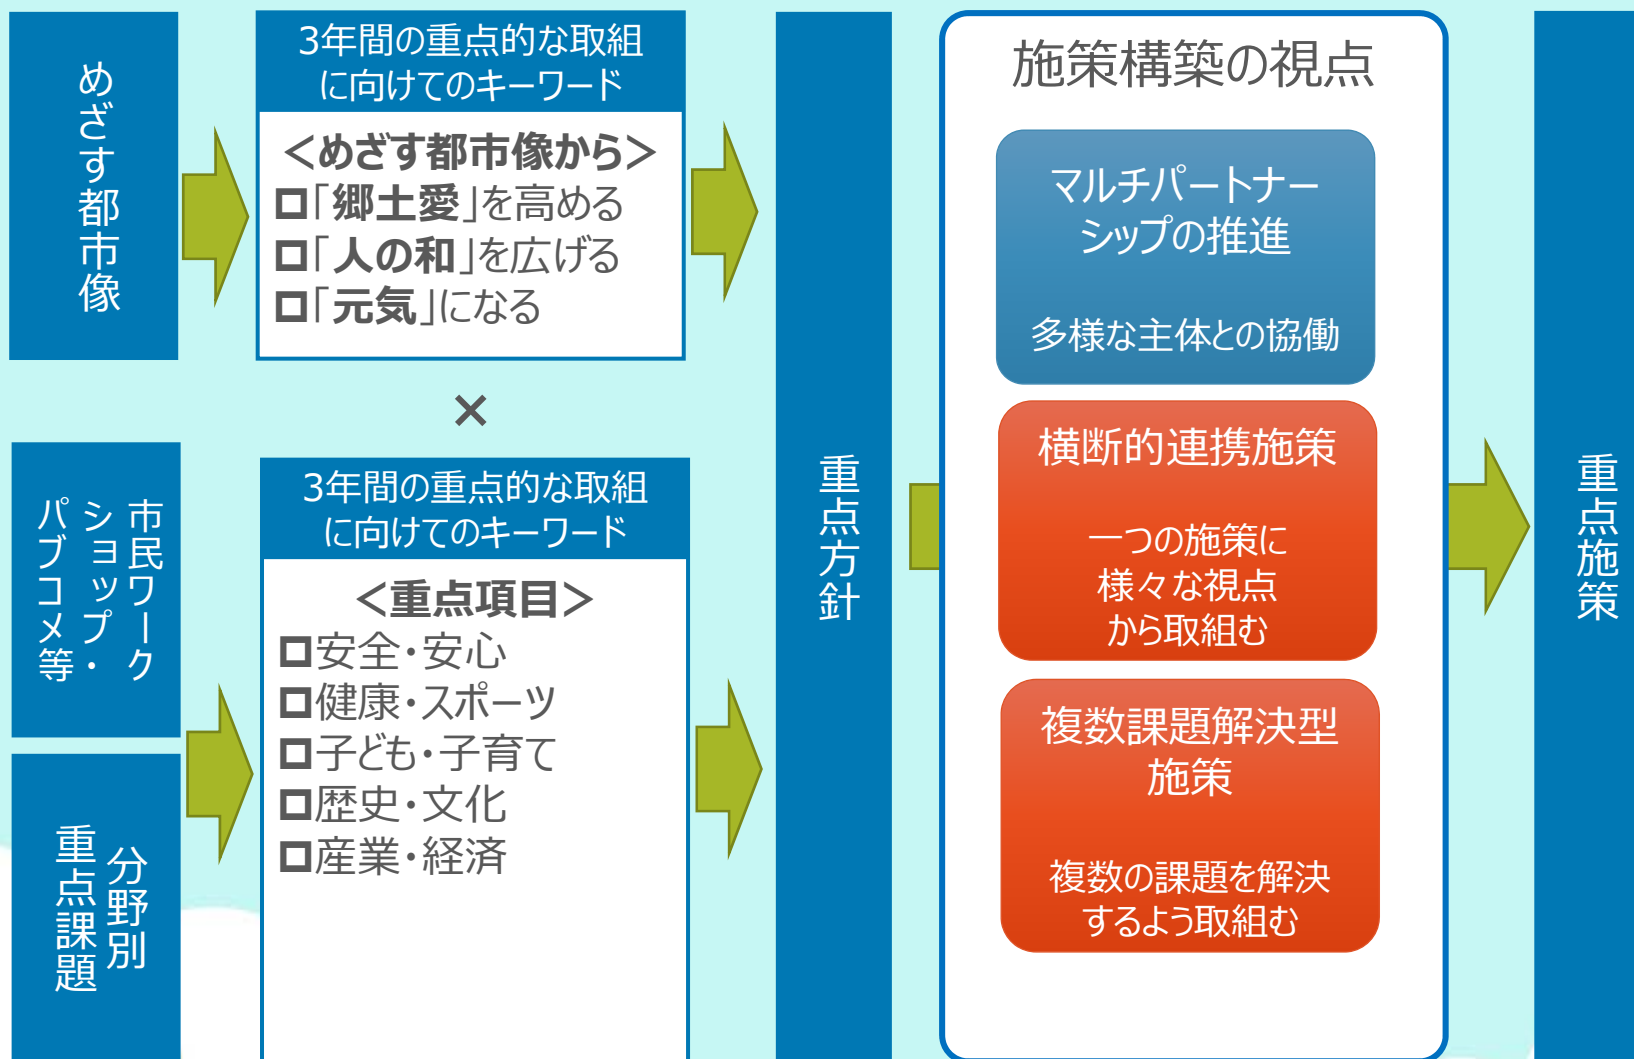 めざす都市像
3年間の重点的な取組
に向けてのキーワード
<めざす都市像から>
□「郷土愛」を高める
□「人の和」を広げる
□「元気」になる
×
市民ワーク
ショップ・
パブコメ等
分野別
重点課題
3年間の重点的な取組
に向けてのキーワード
<重点項目>
□安全・安心
□健康・スポーツ
□子ども・子育て
□歴史・文化
□産業・経済
重点方針
施策構築の視点
マルチパートナー
シップの推進
多様な主体との協働
横断的連携施策
一つの施策に
様々な視点
から取組む
複数課題解決型
施策
複数の課題を解決
するよう取組む
重点施策